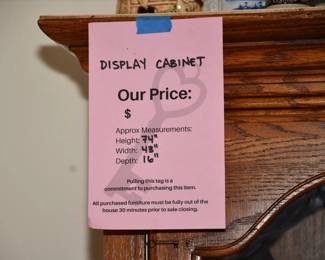 DISPLAY CABINET
Our Price:
$
Approx Measurements:
Height: 74"
Width: 48"
Depth: 16"
Pulling this tag is a
commitment to purchasing this item.
All purchased furniture must be fully out of the
house 30 minutes prior to sale closing.